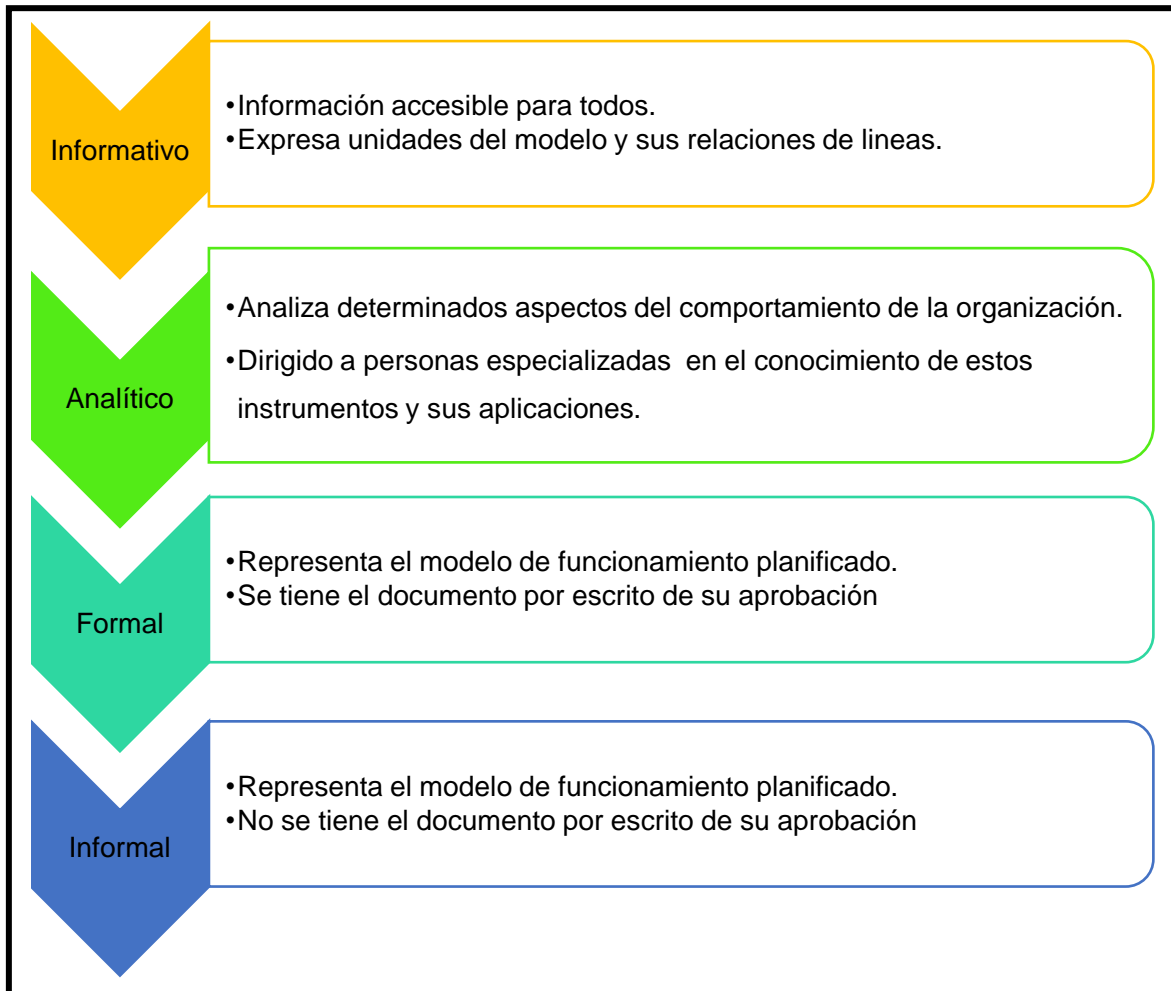 Informativo
•Información accesible para todos.
•Expresa unidades del modelo y sus relaciones de lineas.
Analítico
•Analiza determinados aspectos del comportamiento de la organización.
•Dirigido a personas especializadas en el conocimiento de estos
instrumentos y sus aplicaciones.
Formal
•Representa el modelo de funcionamiento planificado.
•Se tiene el documento por escrito de su aprobación
Informal
•Representa el modelo de funcionamiento planificado.
•No se tiene el documento por escrito de su aprobación